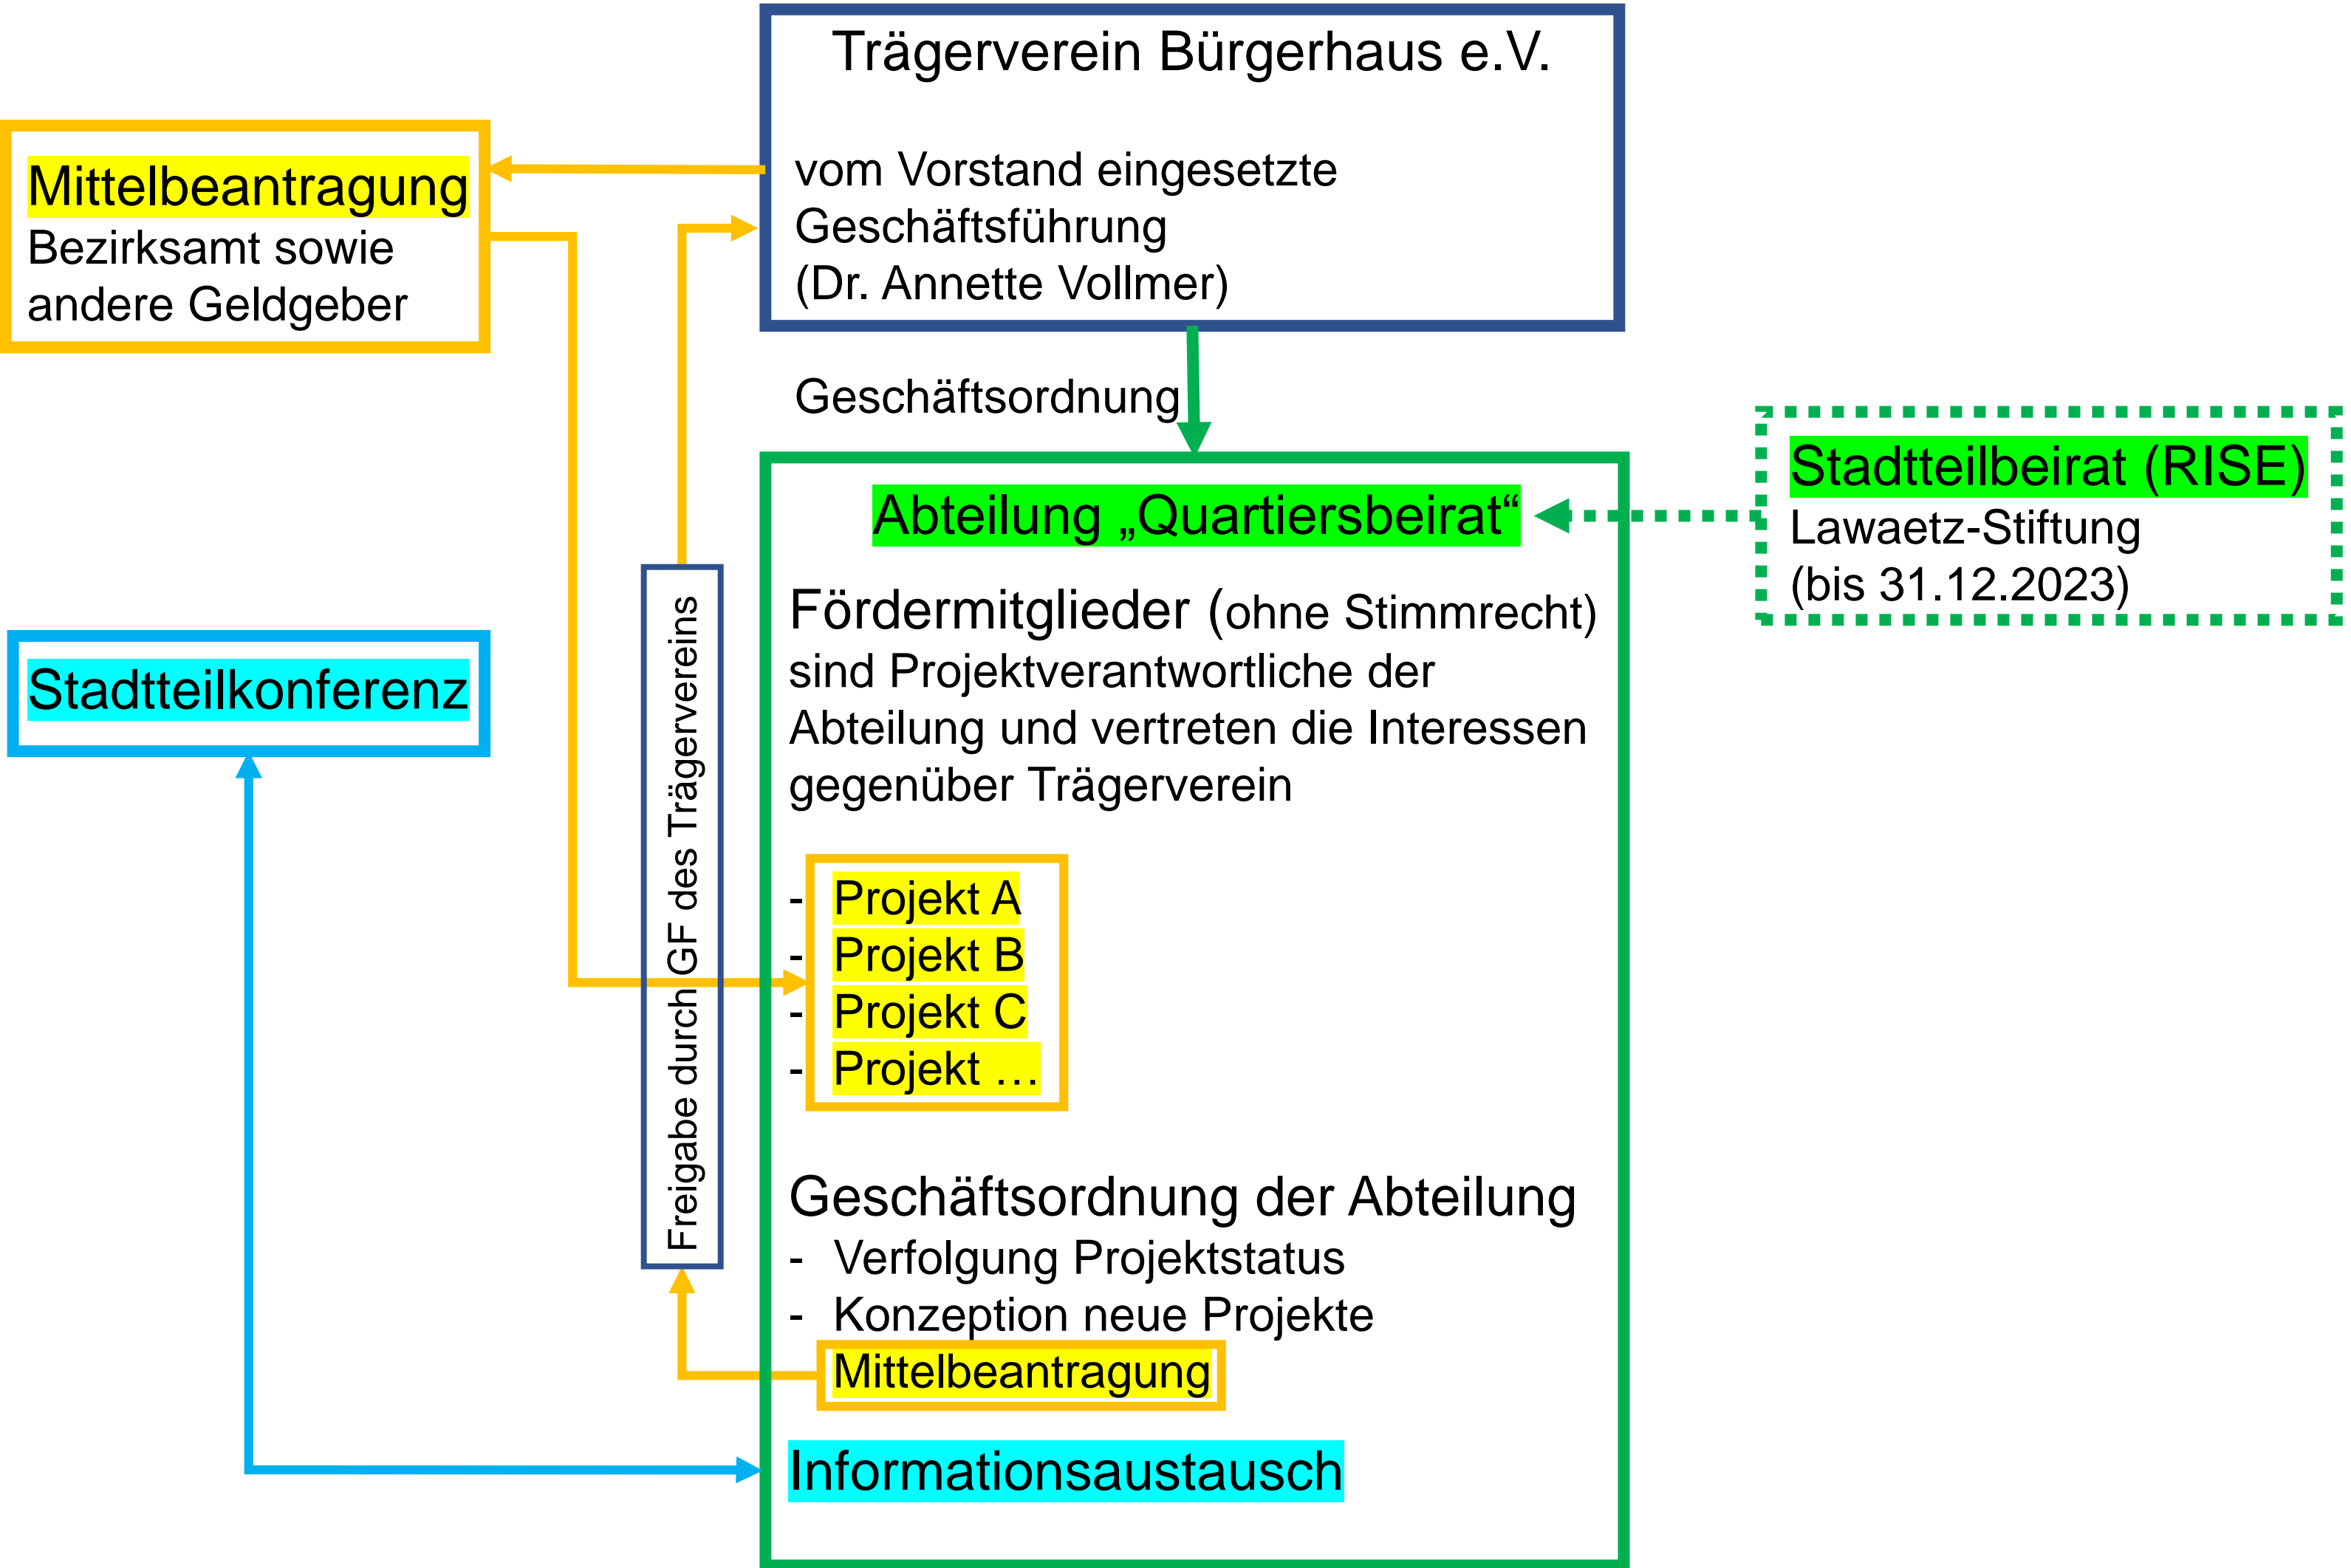 Trägerverein Bürgerhaus e.V.
vom Vorstand eingesetzte
Geschäftsführung
(Dr. Annette Vollmer)
Mittelbeantragung
Bezirksamt sowie
andere Geldgeber
Geschäftsordnung
Stadtteilbeirat (RISE)
Lawaetz-Stiftung
(bis 31.12.2023)
Stadtteilkonferenz
Freigabe durch GF des Trägervereins
Abteilung „Quartiersbeirat“
Fördermitglieder (ohne Stimmrecht)
sind Projektverantwortliche der
Abteilung und vertreten die Interessen
gegenüber Trägerverein
- Projekt A
- Projekt B
- Projekt C
- Projekt …
Geschäftsordnung der Abteilung
- Verfolgung Projektstatus
- Konzeption neue Projekte
Mittelbeantragung
Informationsaustausch